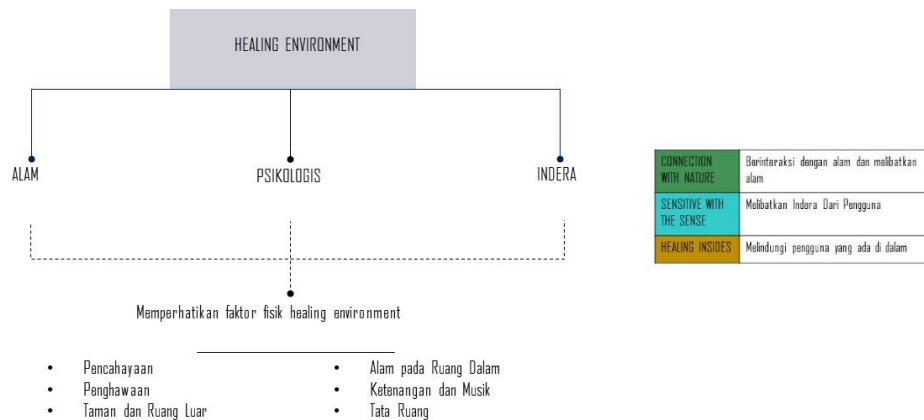 HEALING ENVIRONMENT
ALAM
PSIKOLOGIS
INDERA
Memperhatikan faktor fisik healing environment
• Pencahayaan
• Penghawaan
• Taman dan Ruang Luar
• Alam pada Ruang Dalam
• Ketenangan dan Musik
• Tata Ruang
CONNECTION
WITH NATURE
Berinteraksi dengan alam dan melibatkan
alam
SENSITIVE WITH
THE SENSE
Melibatkan Indera Dari Pengguna
HEALING INSIDES
Melindungi pengguna yang ada di dalam